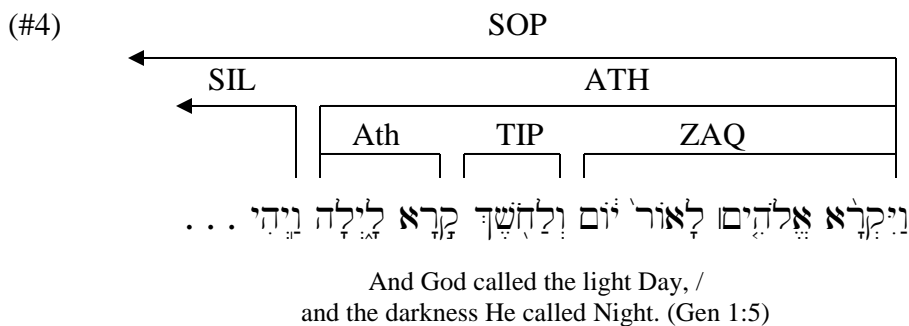 (#4) SOP
SIL ATH
Ath TIP ZAQ
וַיִּקְרָ֨א אֱלֹהִ֤ים׀ לָאוֹר֙ י֔וֹם וְלַחֹ֖שֶׁךְ קָ֣רָא לָ֑יְלָה וַֽיְהִי . . .
And God called the light Day, /
and the darkness He called Night. (Gen 1:5)